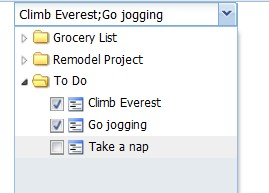 Climb Everest;Go jogging
Grocery List
Remodel Project
To Do
Climb Everest
Go jogging
Take a nap